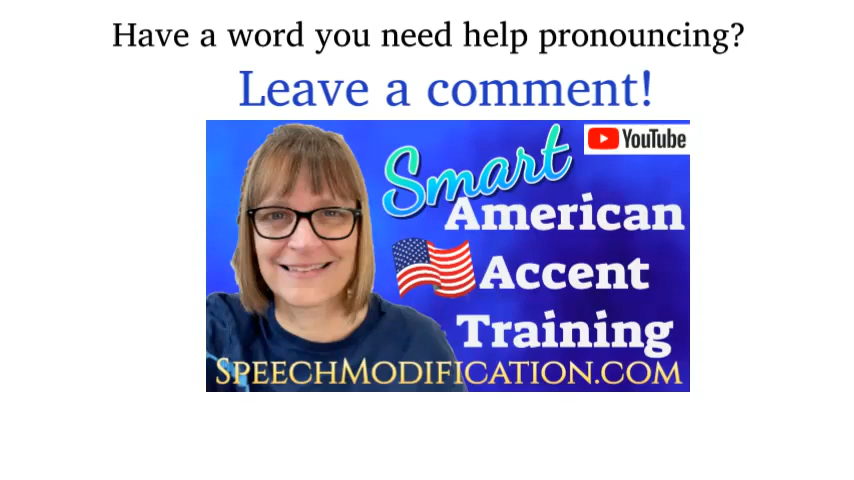 Have a word you need help pronouncing?
Leave a comment!
YouTube
Smart
American
Accent
Training
SPEECHMODIFICATION.COM